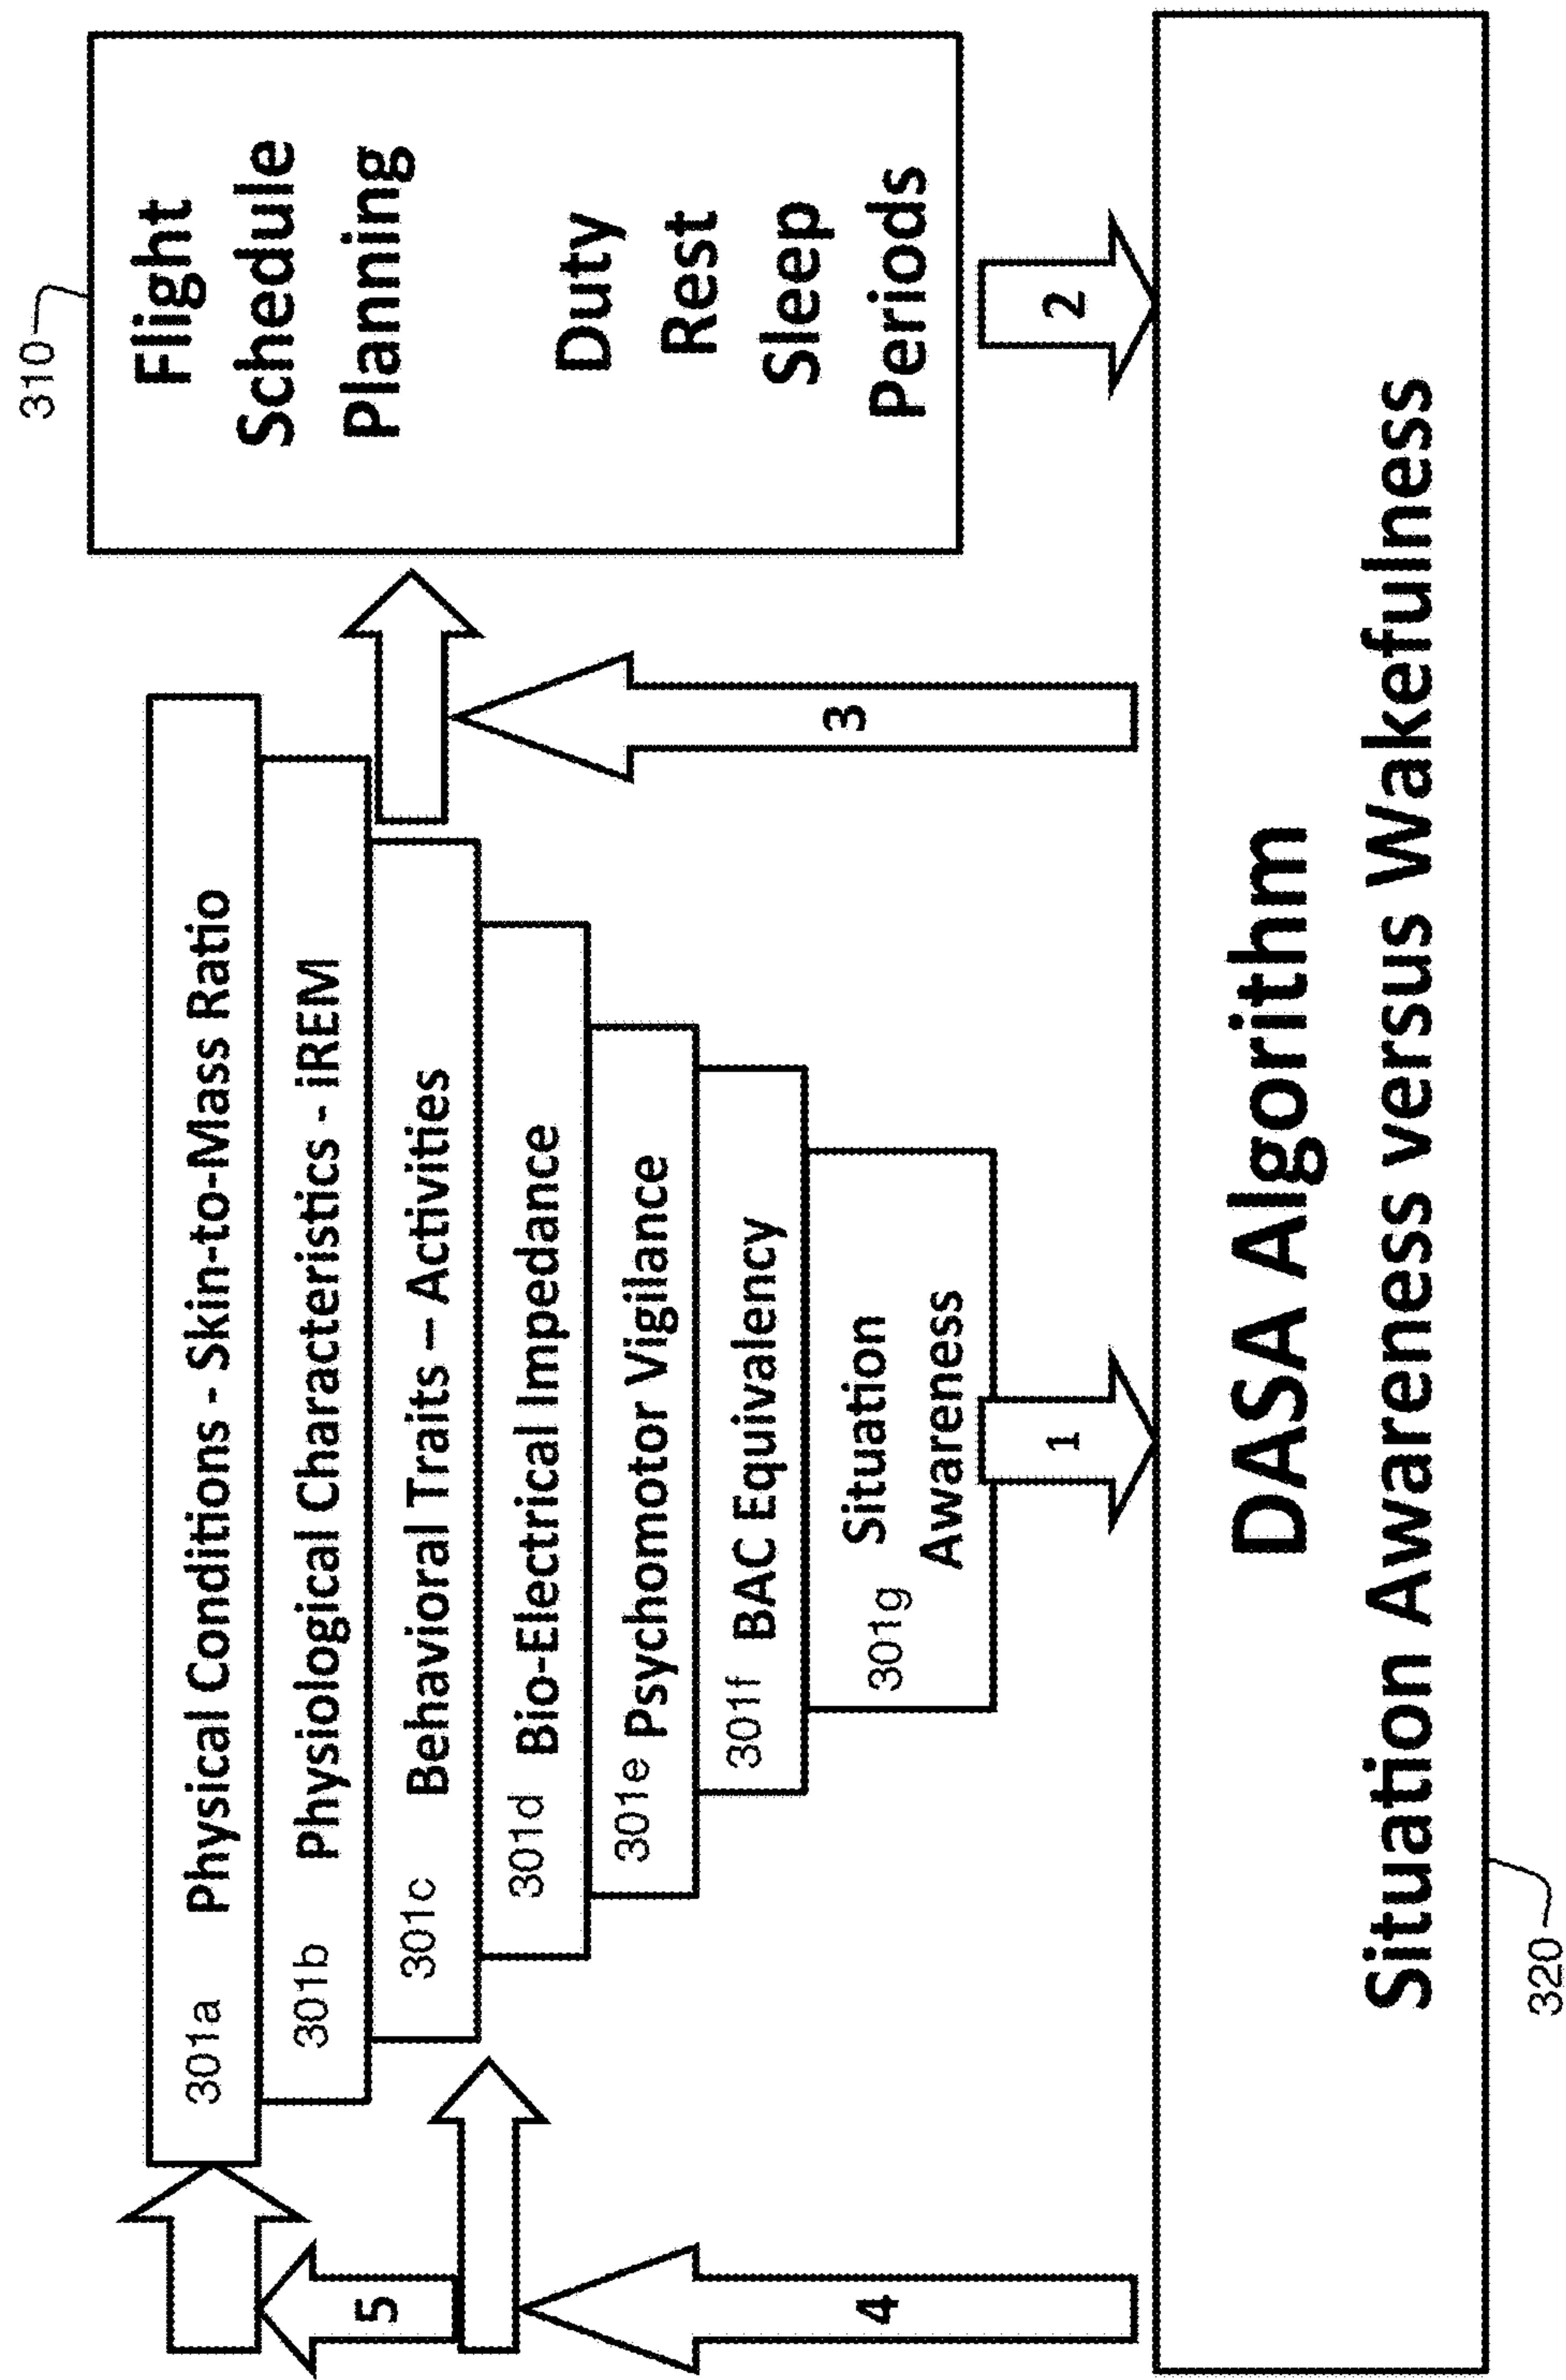 301a Physical Conditions - Skin-to-Mass Ratio
301b Physiological Characteristics - iREM
301c Behavioral Traits – Activities
301d Bio-Electrical Impedance
301e Psychomotor Vigilance
301f BAC Equivalency
301g Situation
Awareness
310
Flight
Schedule
Planning
Duty
Rest
Sleep
Periods
5
4
1
3
2
DASA Algorithm
Situation Awareness versus Wakefulness
320